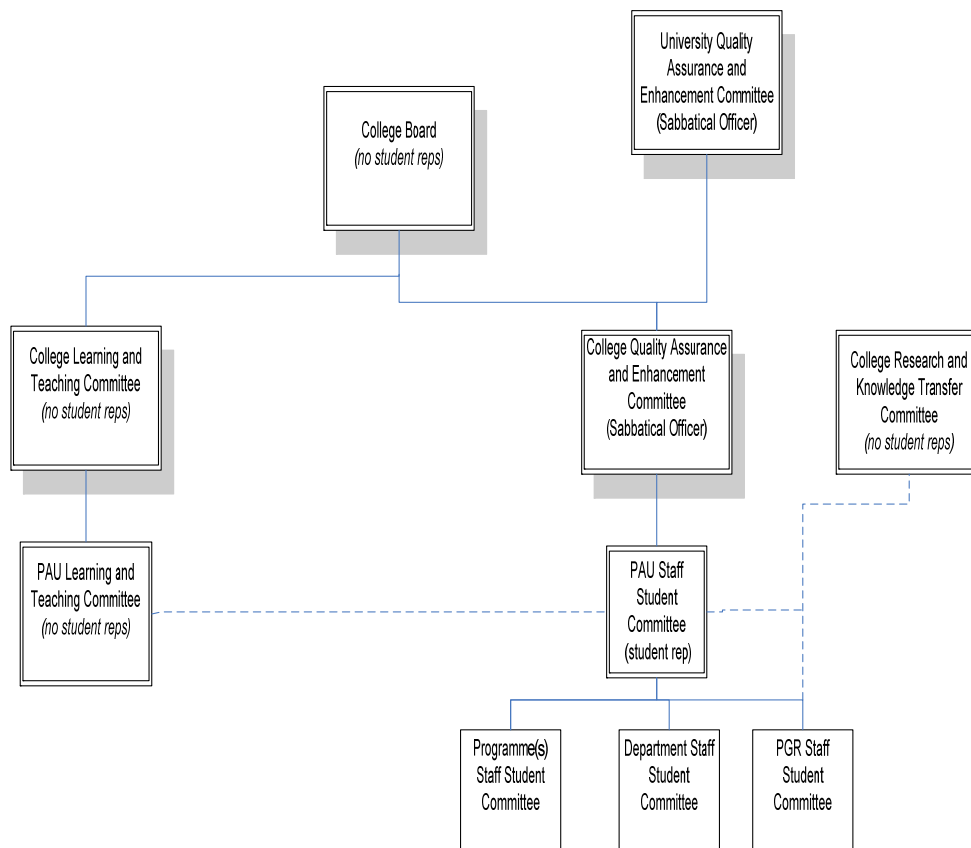 University Quality
Assurance and
Enhancement Committee
(Sabbatical Officer)
College Board
(no student reps)
College Learning and
Teaching Committee
(no student reps)
College Quality Assurance
and Enhancement
Committee
(Sabbatical Officer)
College Research and
Knowledge Transfer
Committee
(no student reps)
PAU Learning and
Teaching Committee
(no student reps)
PAU Staff
Student
Committee
(student rep)
Programme(s)
Staff Student
Committee
Department Staff
Student
Committee
PGR Staff
Student
Committee